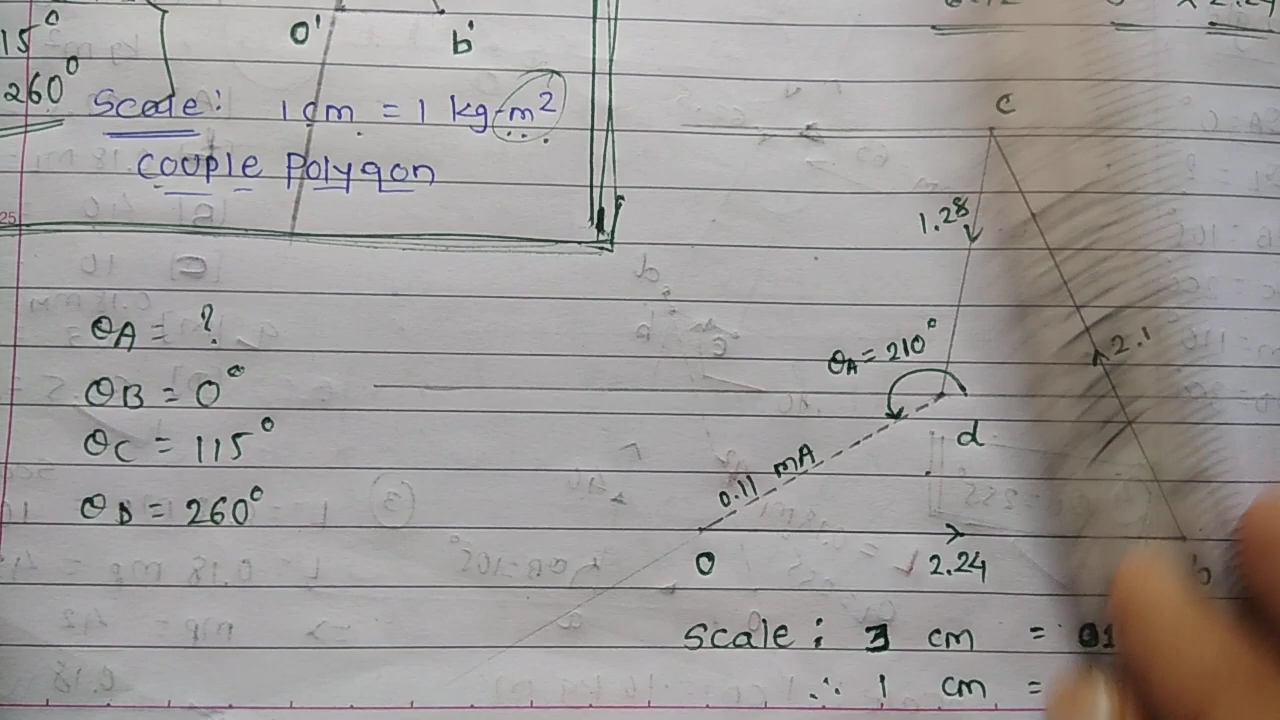 15°
260°
O'
b'
Scale: 1 cm = 1 kg-m²
Couple Polygon
25
θA = ?
θB = 0°
θC = 115°
θD = 260°
c
1.28
2.1
θA = 210°
d
0.11 mA
O
2.24
b
Scale: 3 cm =
∴ 1 cm =